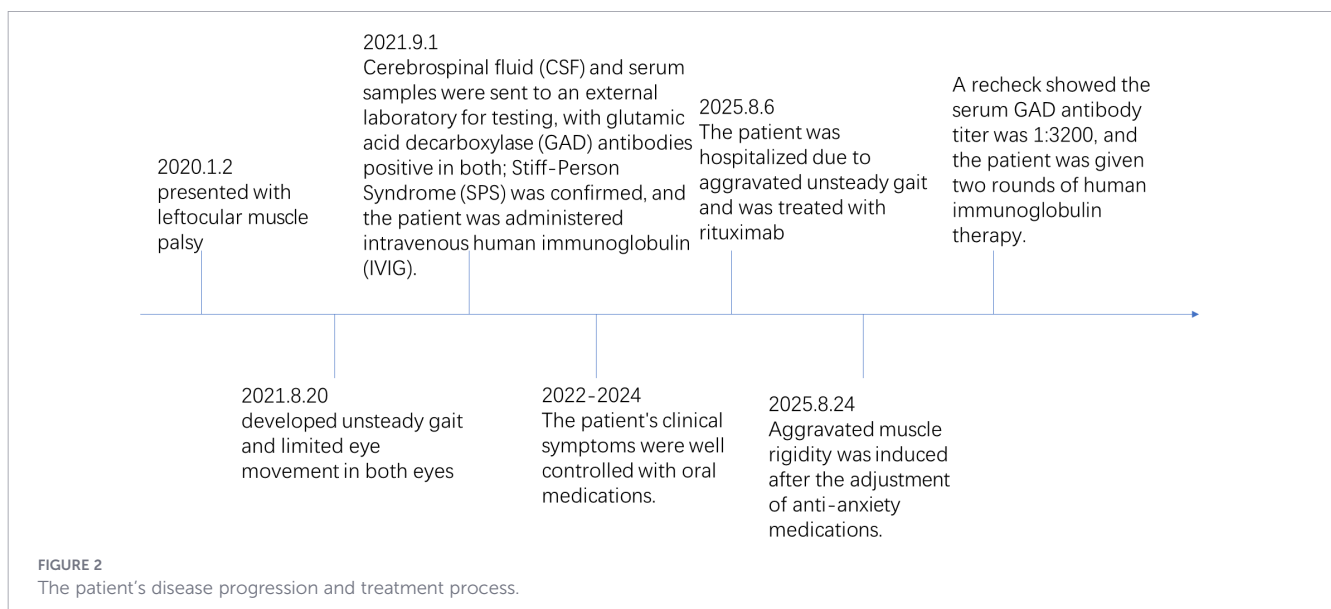 2020.1.2
presented with
leftocular muscle
palsy
2021.8.20
developed unsteady gait
and limited eye
movement in both eyes
2021.9.1
Cerebrospinal fluid (CSF) and serum
samples were sent to an external
laboratory for testing, with glutamic
acid decarboxylase (GAD) antibodies
positive in both; Stiff-Person
Syndrome (SPS) was confirmed, and
the patient was administered
intravenous human immunoglobulin
(IVIG).
2022-2024
The patient's clinical
symptoms were well
controlled with oral
medications.
2025.8.6
The patient was
hospitalized due to
aggravated unsteady gait
and was treated with
rituximab
2025.8.24
Aggravated muscle
rigidity was induced
after the adjustment
of anti-anxiety
medications.
A recheck showed the
serum GAD antibody
titer was 1:3200, and
the patient was given
two rounds of human
immunoglobulin
therapy.
FIGURE 2
The patient's disease progression and treatment process.